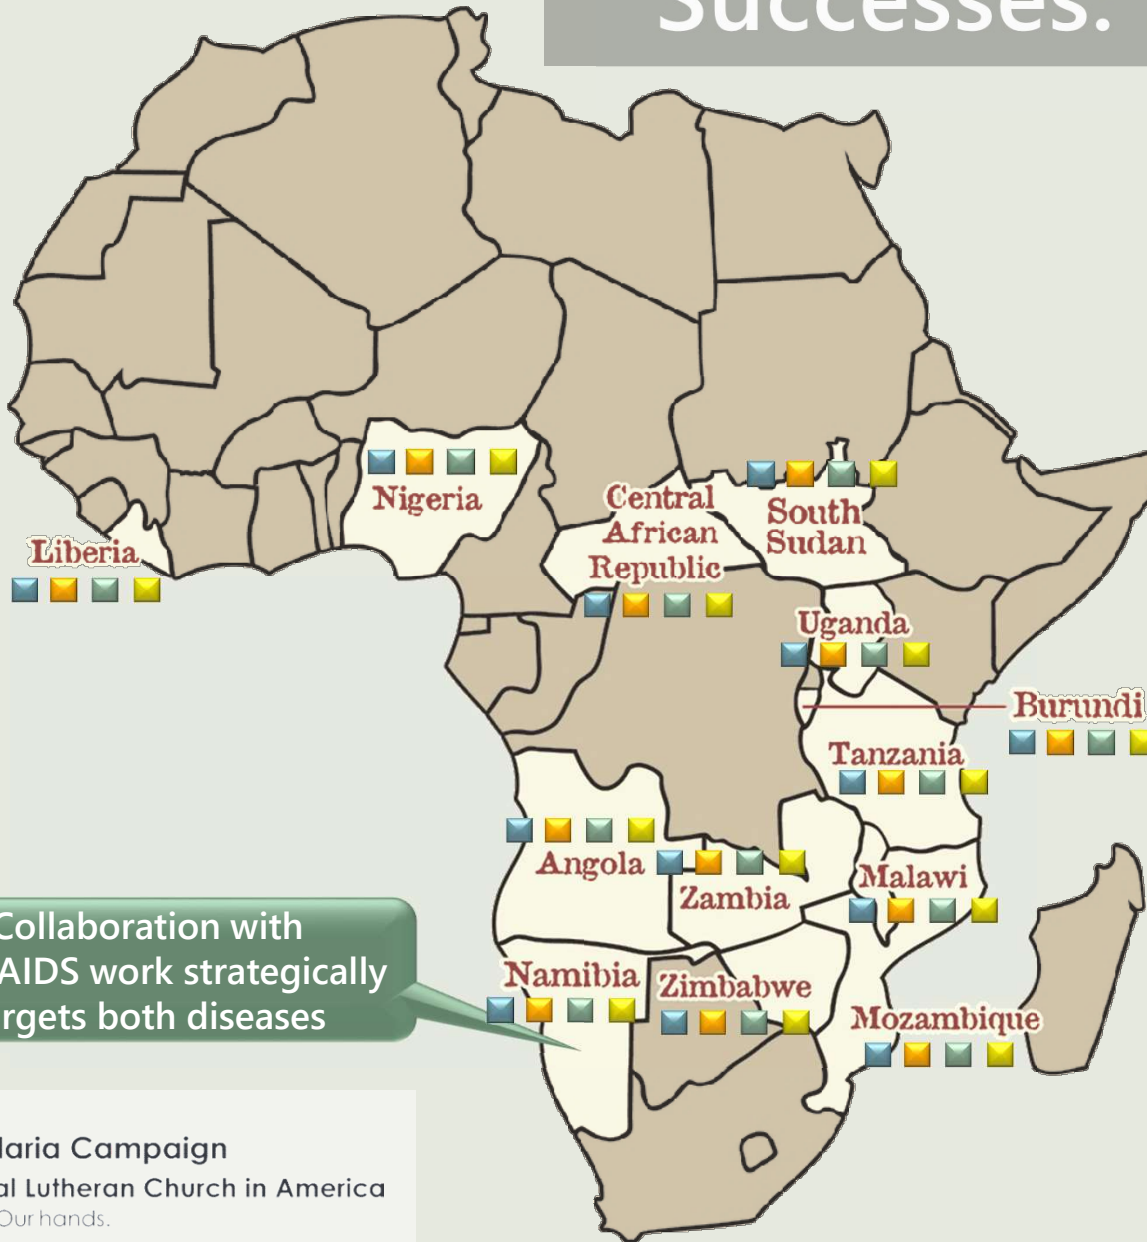 Successes.
Nigeria
Central
African
Republic
South
Sudan
Liberia
Uganda
Burundi
Tanzania
Angola
Zambia
Malawi
Collaboration with
AIDS work strategically
rgets both diseases
Namibia
Zimbabwe
Mozambique
laria Campaign
al Lutheran Church in America
Our hands.